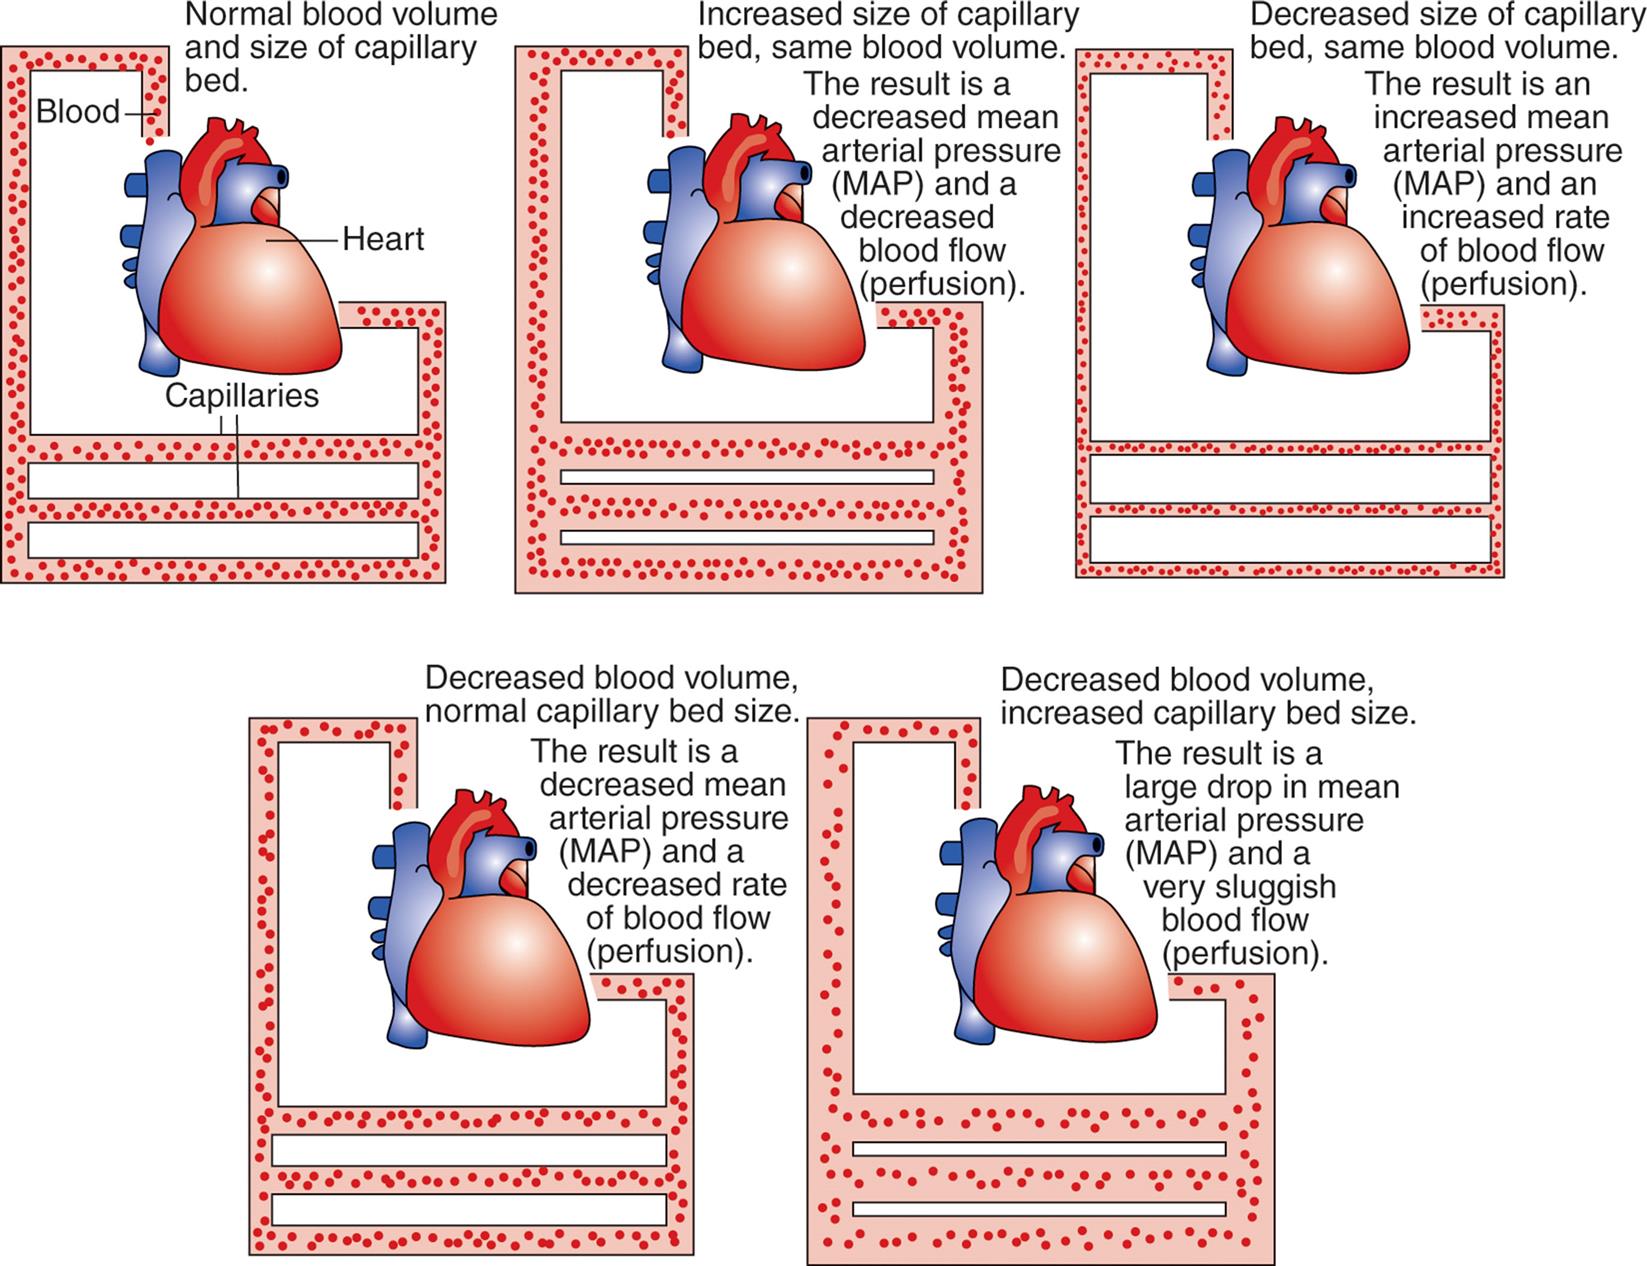 Normal blood volume
and size of capillary
bed.
Blood
Heart
Capillaries
Increased size of capillary
bed, same blood volume.
The result is a
decreased mean
arterial pressure
(MAP) and a
decreased
blood flow
(perfusion).
Decreased size of capillary
bed, same blood volume.
The result is an
increased mean
arterial pressure
(MAP) and an
increased rate
of blood flow
(perfusion).
Decreased blood volume,
normal capillary bed size.
The result is a
decreased mean
arterial pressure
(MAP) and a
decreased rate
of blood flow
(perfusion).
Decreased blood volume,
increased capillary bed size.
The result is a
large drop in mean
arterial pressure
(MAP) and a
very sluggish
blood flow
(perfusion).